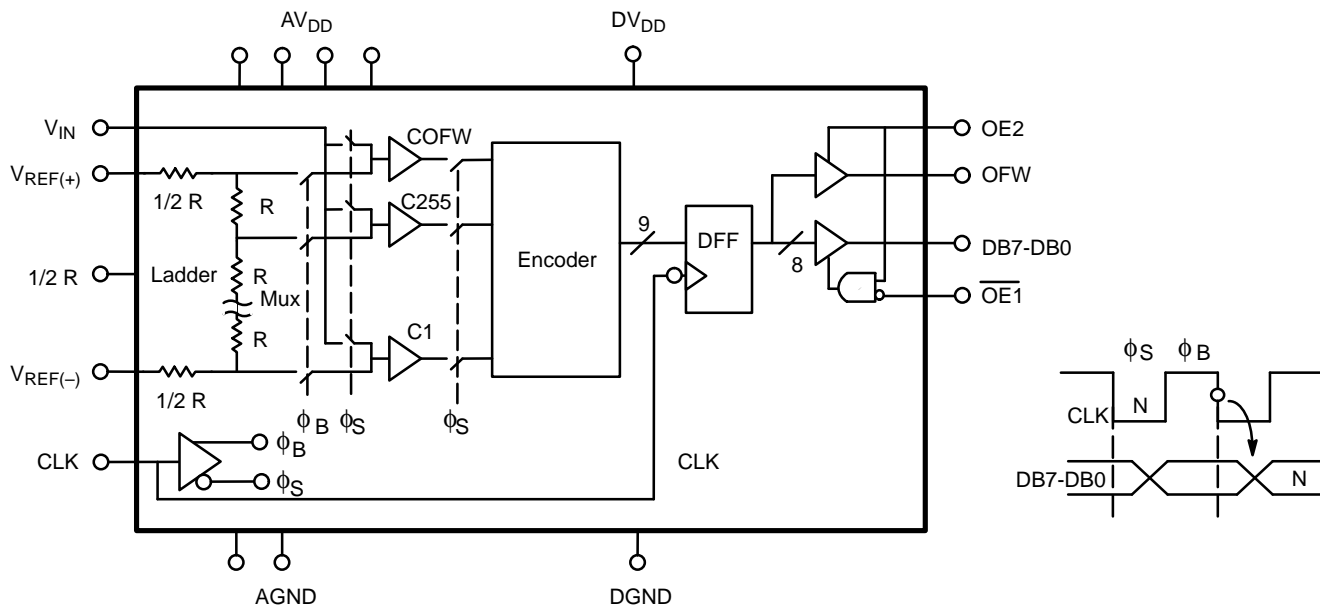 AVDD
DVDD
VIN
COFW
OE2
VREF(+)
OFW
1/2 R
R
C255
9
DFF
DB7-DB0
8
1/2 R
Ladder
R
Encoder
Mux
OE1
R
C1
VREF(–)
1/2 R
ϕB
ϕS
ϕS
CLK
ϕB
ϕS
CLK
AGND
DGND
ϕS
ϕB
CLK
N
DB7-DB0
N